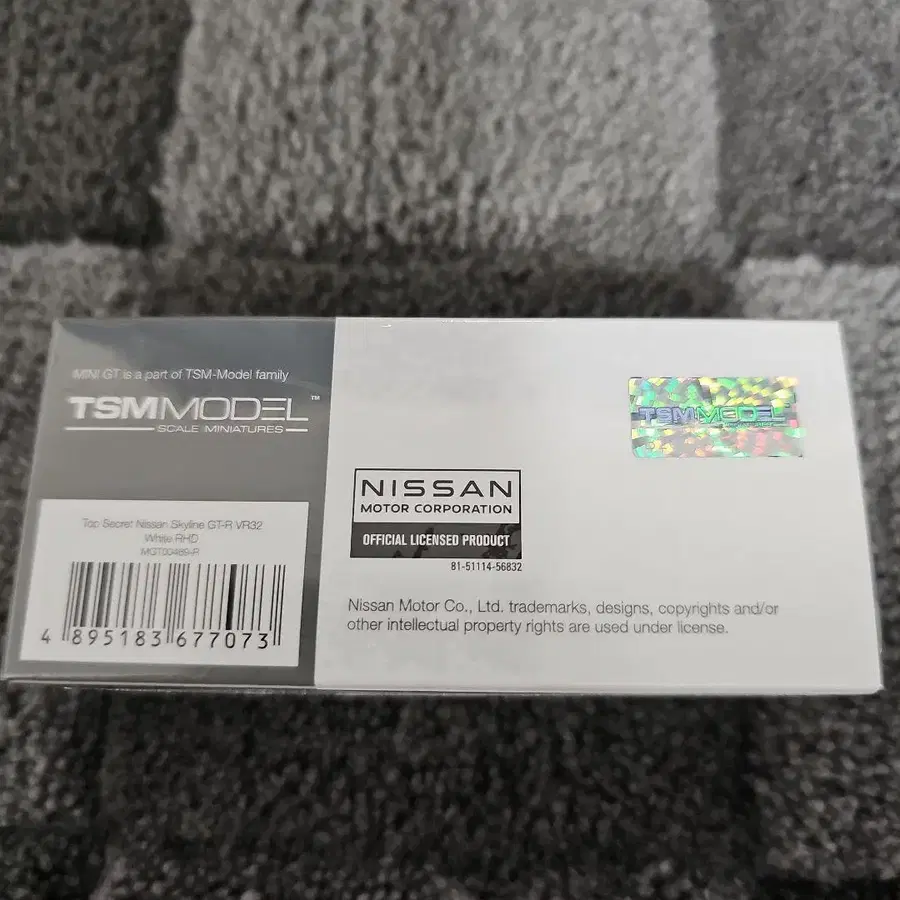 MINI GT is a part of TSM-Model family
TSMMODEL™
SCALE MINIATURES
Top Secret Nissan Skyline GT-R VR32
White RHD
MGT00469-R
4 895183 677073
TSMMODEL
NISSAN
MOTOR CORPORATION
OFFICIAL LICENSED PRODUCT
81-51114-56832
Nissan Motor Co., Ltd. trademarks, designs, copyrights and/or
other intellectual property rights are used under license.